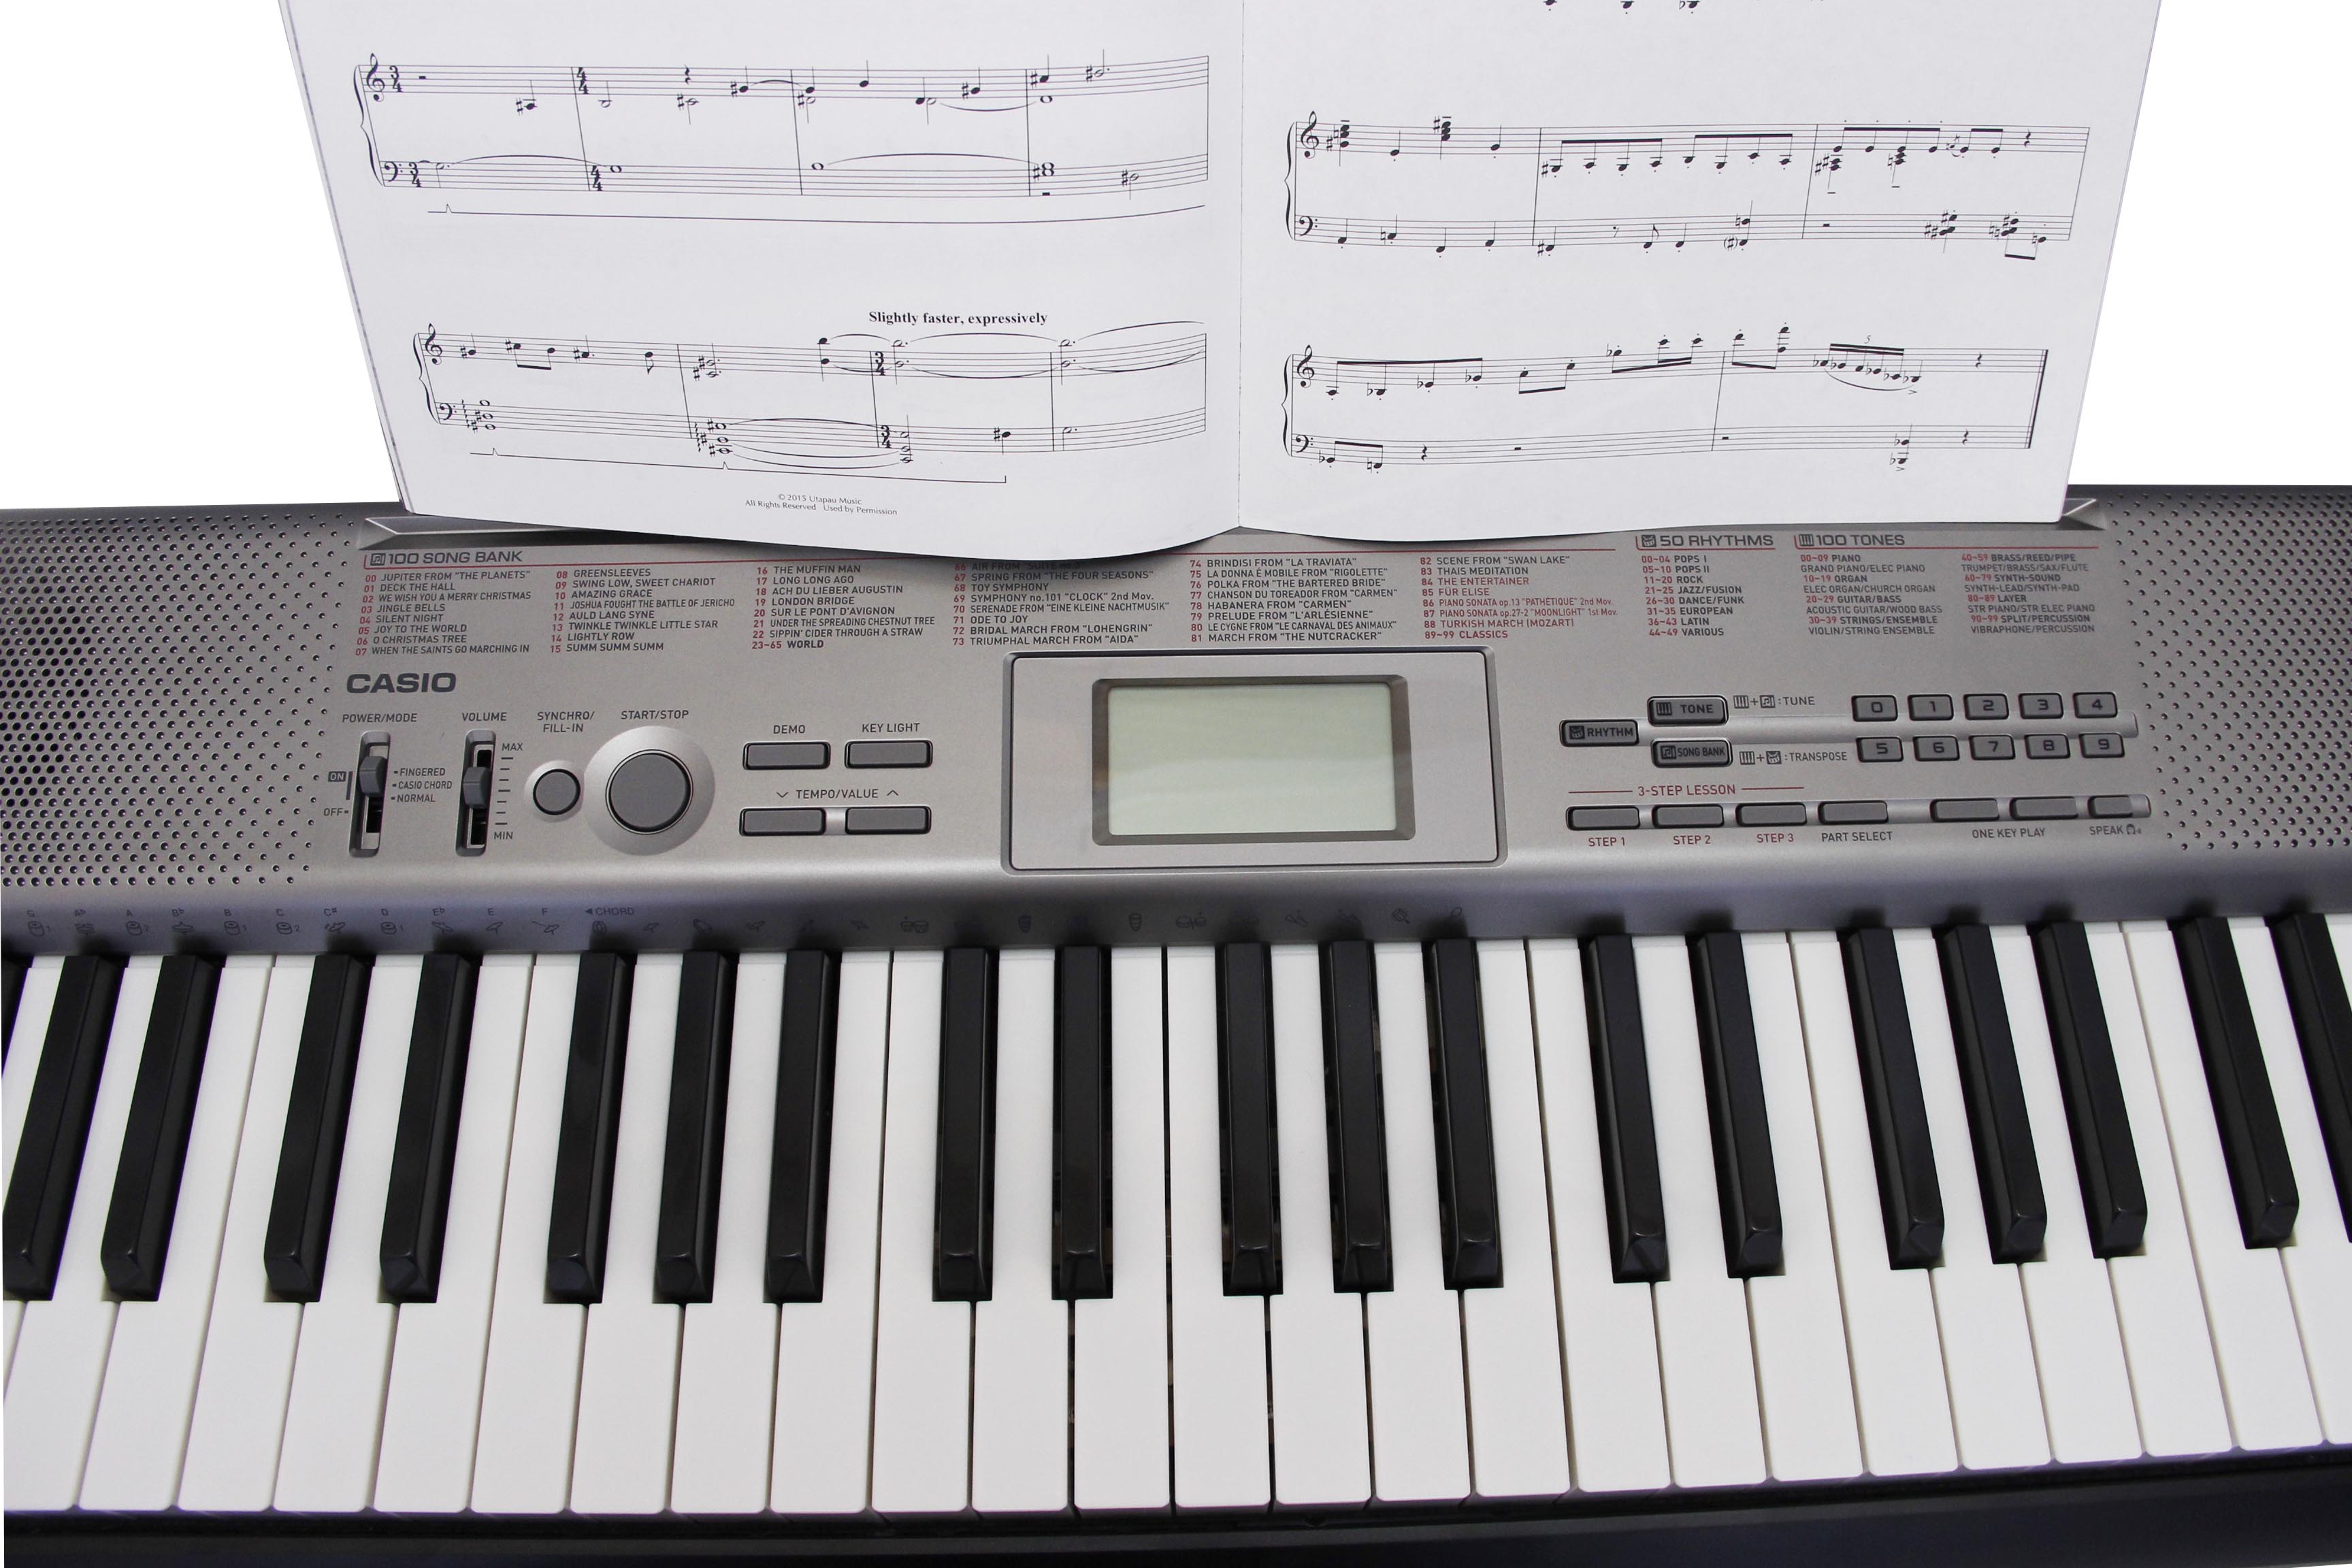 3
4
4
4
3
4
4
4
Slightly faster, expressively
3
4
3
4
5
© 2015 Utapau Music
All Rights Reserved Used by Permission
100 SONG BANK
00 JUPITER FROM "THE PLANETS"
01 DECK THE HALL
02 WE WISH YOU A MERRY CHRISTMAS
03 JINGLE BELLS
04 SILENT NIGHT
05 JOY TO THE WORLD
06 O CHRISTMAS TREE
07 WHEN THE SAINTS GO MARCHING IN
08 GREENSLEEVES
09 SWING LOW, SWEET CHARIOT
10 AMAZING GRACE
11 JOSHUA FOUGHT THE BATTLE OF JERICHO
12 AULD LANG SYNE
13 TWINKLE TWINKLE LITTLE STAR
14 LIGHTLY ROW
15 SUMM SUMM SUMM
16 THE MUFFIN MAN
17 LONG LONG AGO
18 ACH DU LIEBER AUGUSTIN
19 LONDON BRIDGE
20 SUR LE PONT D'AVIGNON
21 UNDER THE SPREADING CHESTNUT TREE
22 SIPPIN' CIDER THROUGH A STRAW
23-65 WORLD
66 AIR FROM "SUITE no.3"
67 SPRING FROM "THE FOUR SEASONS"
68 TOY SYMPHONY
69 SYMPHONY no.101 "CLOCK" 2nd Mov.
70 SERENADE FROM "EINE KLEINE NACHTMUSIK"
71 ODE TO JOY
72 BRIDAL MARCH FROM "LOHENGRIN"
73 TRIUMPHAL MARCH FROM "AIDA"
74 BRINDISI FROM "LA TRAVIATA"
75 LA DONNA È MOBILE FROM "RIGOLETTE"
76 POLKA FROM "THE BARTERED BRIDE"
77 CHANSON DU TOREADOR FROM "CARMEN"
78 HABANERA FROM "CARMEN"
79 PRELUDE FROM "L'ARLÉSIENNE"
80 LE CYGNE FROM "LE CARNAVAL DES ANIMAUX"
81 MARCH FROM "THE NUTCRACKER"
82 SCENE FROM "SWAN LAKE"
83 THAIS MEDITATION
84 THE ENTERTAINER
85 FÜR ELISE
86 PIANO SONATA op.13 "PATHÉTIQUE" 2nd Mov.
87 PIANO SONATA op.27-2 "MOONLIGHT" 1st Mov.
88 TURKISH MARCH (MOZART)
89-99 CLASSICS
50 RHYTHMS
00-04 POPS I
05-10 POPS II
11-20 ROCK
21-25 JAZZ/FUSION
26-30 DANCE/FUNK
31-35 EUROPEAN
36-43 LATIN
44-49 VARIOUS
100 TONES
00-09 PIANO
GRAND PIANO/ELEC PIANO
10-19 ORGAN
ELEC ORGAN/CHURCH ORGAN
20-29 GUITAR/BASS
ACOUSTIC GUITAR/WOOD BASS
30-39 STRINGS/ENSEMBLE
VIOLIN/STRING ENSEMBLE
40-59 BRASS/REED/PIPE
TRUMPET/BRASS/SAX/FLUTE
60-79 SYNTH-SOUND
SYNTH-LEAD/SYNTH-PAD
80-89 LAYER
STR PIANO/STR ELEC PIANO
90-99 SPLIT/PERCUSSION
VIBRAPHONE/PERCUSSION
CASIO
POWER/MODE
ON
OFF
FINGERED
CASIO CHORD
NORMAL
VOLUME
MAX
MIN
SYNCHRO/
FILL-IN
START/STOP
DEMO
KEY LIGHT
TEMPO/VALUE
RHYTHM
TONE
+ :TUNE
SONG BANK
+ :TRANSPOSE
0 1 2 3 4
5 6 7 8 9
3-STEP LESSON
STEP 1
STEP 2
STEP 3
PART SELECT
ONE KEY PLAY
SPEAK
G A♭ A B♭ B C C# D E♭ E F ◄CHORD